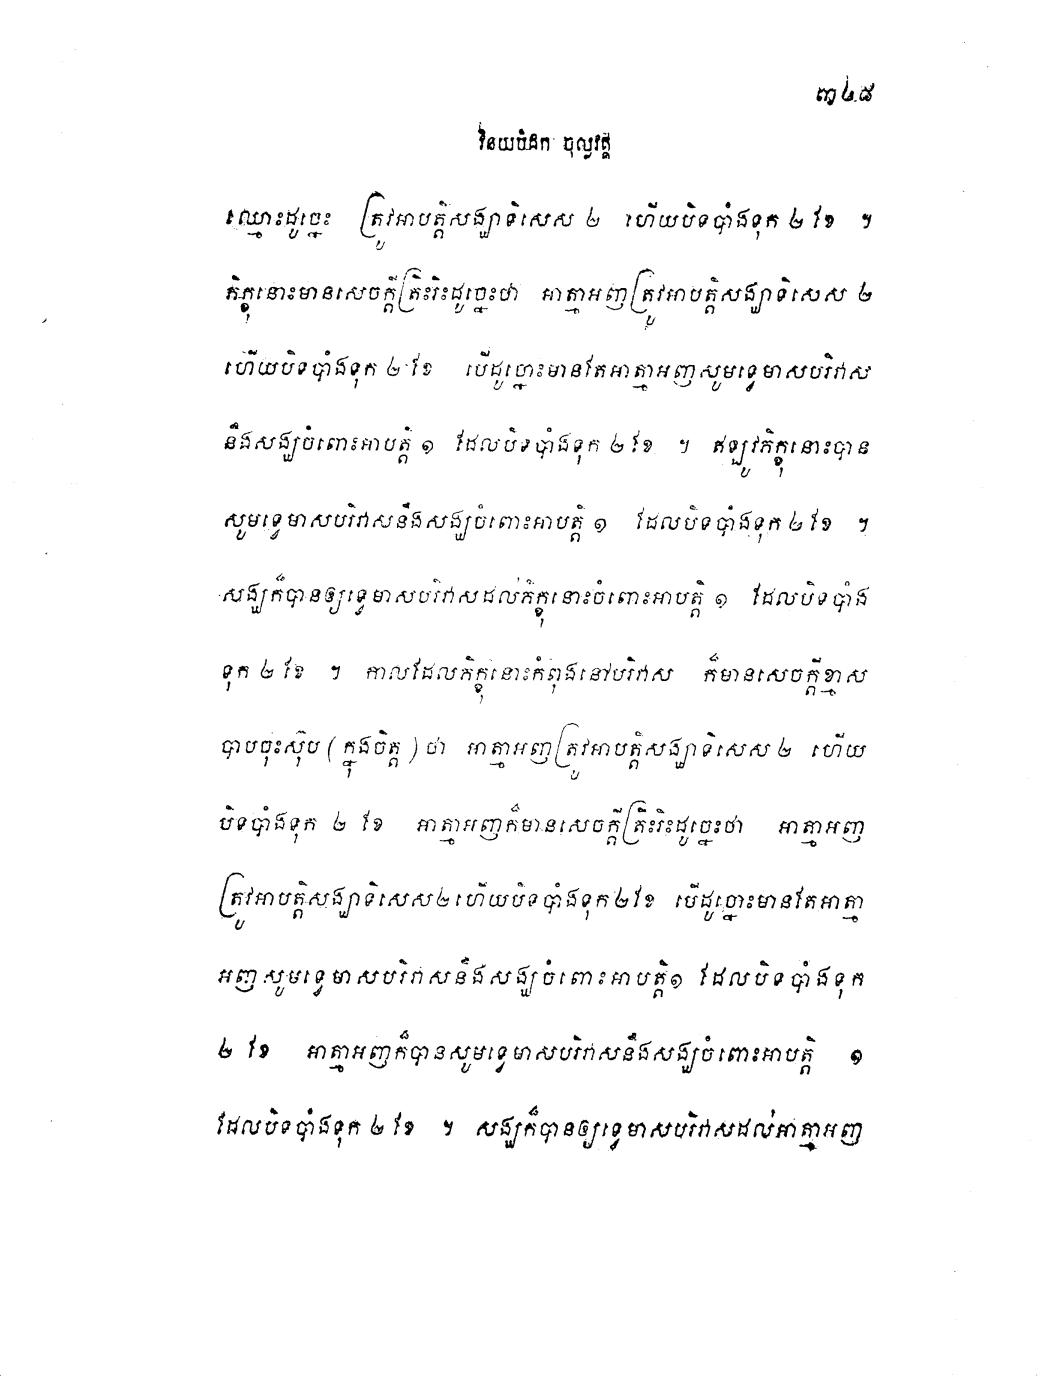 ៣៤៥
វិនយបិដក ចុល្លវគ្គ
ឈ្មោះដូច្នេះ ត្រូវអាបត្តិសង្ឃាទិសេស ២ ហើយបិទបាំងទុក ២ ខែ ។
ភិក្ខុនោះមានសេចក្តីត្រិះរិះដូច្នេះថា អាត្មាអញត្រូវអាបត្តិសង្ឃាទិសេស ២
ហើយបិទបាំងទុក ២ ខែ បើដូច្នោះមានតែអាត្មាអញសូមទ្វេមាសបរិវាស
នឹងសង្ឃចំពោះអាបត្តិ ១ ដែលបិទបាំងទុក ២ ខែ ។ ឥឡូវភិក្ខុនោះបាន
សូមទ្វេមាសបរិវាសនឹងសង្ឃចំពោះអាបត្តិ ១ ដែលបិទបាំងទុក ២ ខែ ។
សង្ឃក៏បានឲ្យទ្វេមាសបរិវាសដល់ភិក្ខុនោះចំពោះអាបត្តិ ១ ដែលបិទបាំង
ទុក ២ ខែ ។ កាលដែលភិក្ខុនោះកំពុងនៅបរិវាស ក៏មានសេចក្តីខ្មាស
បាបចុះស៊ុប ( ក្នុងចិត្ត ) ថា អាត្មាអញត្រូវអាបត្តិសង្ឃាទិសេស ២ ហើយ
បិទបាំងទុក ២ ខែ អាត្មាអញក៏មានសេចក្តីត្រិះរិះដូច្នេះថា អាត្មាអញ
ត្រូវអាបត្តិសង្ឃាទិសេស ២ ហើយបិទបាំងទុក ២ ខែ បើដូច្នោះមានតែអាត្មា
អញសូមទ្វេមាសបរិវាសនឹងសង្ឃចំពោះអាបត្តិ ១ ដែលបិទបាំងទុក
២ ខែ អាត្មាអញក៏បានសូមទ្វេមាសបរិវាសនឹងសង្ឃចំពោះអាបត្តិ ១
ដែលបិទបាំងទុក ២ ខែ ។ សង្ឃក៏បានឲ្យទ្វេមាសបរិវាសដល់អាត្មាអញ